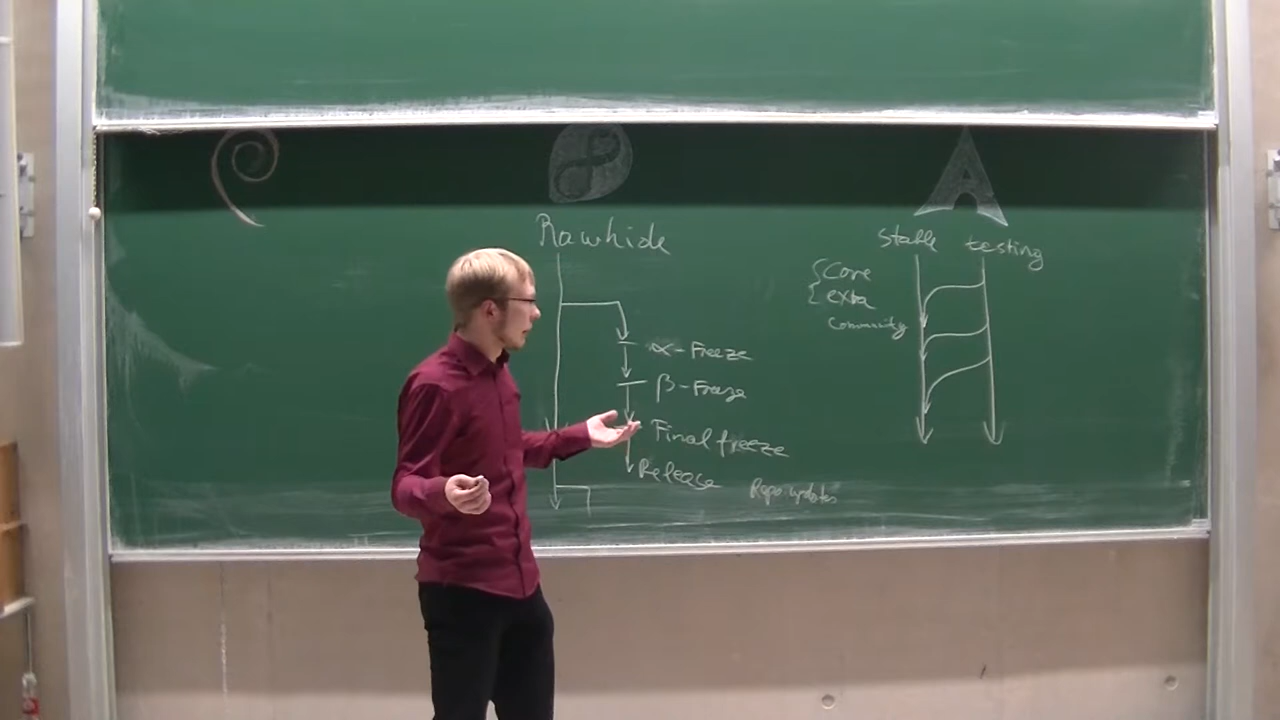 Rawhide
α-Freeze
β-Freeze
Final freeze
Release
Repo updates
stable testing
{ Core
{ extra
Community